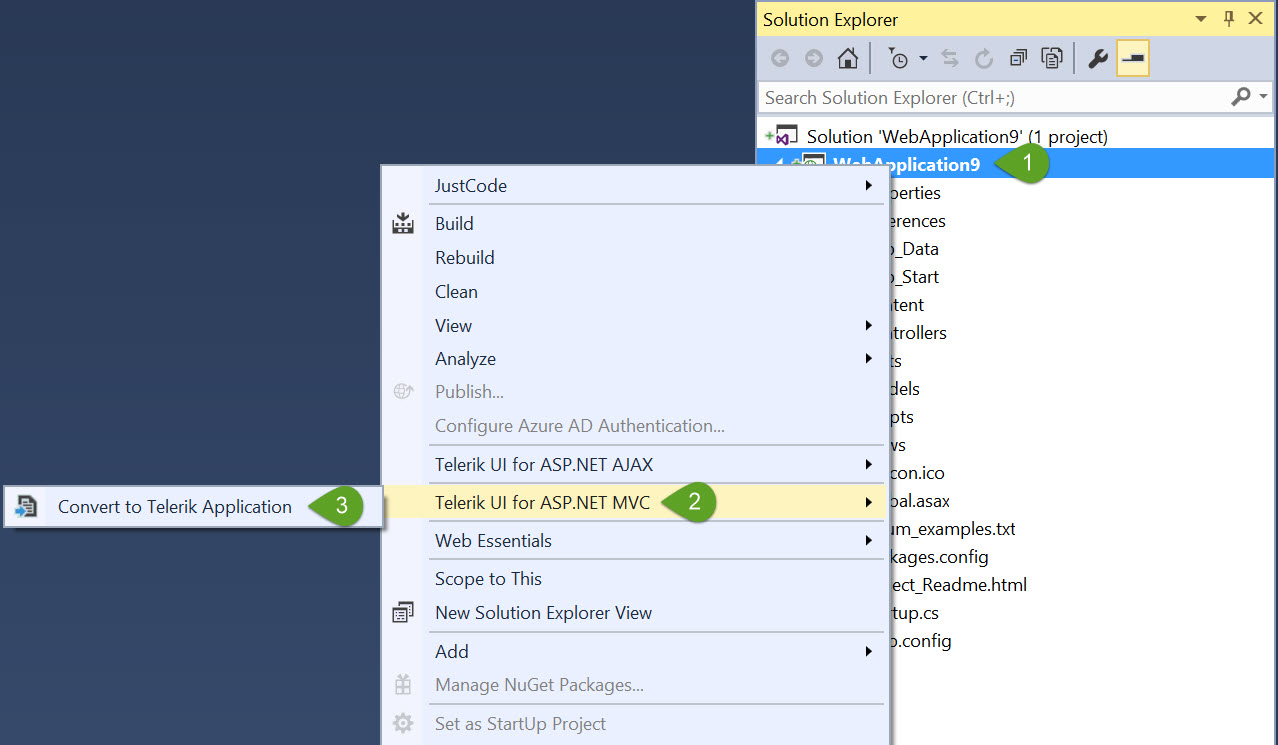 Solution Explorer
Search Solution Explorer (Ctrl+;)
Solution 'WebApplication9' (1 project)
WebApplication9
1
JustCode
Build
Rebuild
Clean
View
Analyze
Publish...
Configure Azure AD Authentication...
Telerik UI for ASP.NET AJAX
Telerik UI for ASP.NET MVC
2
Convert to Telerik Application
3
Web Essentials
Scope to This
New Solution Explorer View
Add
Manage NuGet Packages...
Set as StartUp Project
perties
erences
_Data
_Start
tent
trollers
ts
dels
pts
ws
con.ico
bal.asax
um_examples.txt
kages.config
ect_Readme.html
tup.cs
.config